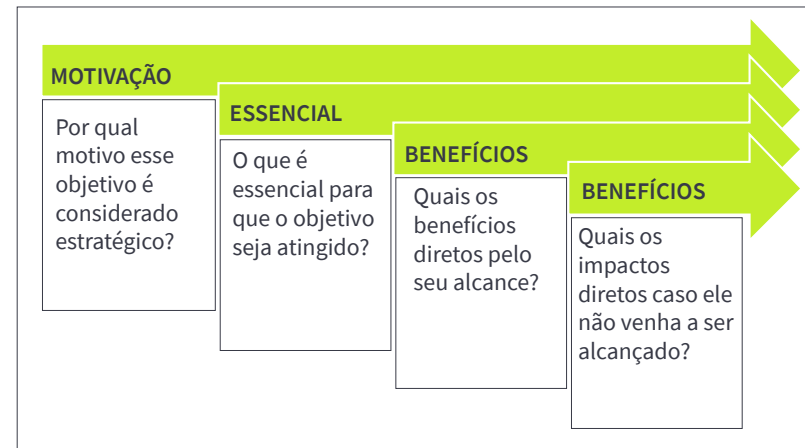 MOTIVAÇÃO
Por qual
motivo esse
objetivo é
considerado
estratégico?
ESSENCIAL
O que é
essencial para
que o objetivo
seja atingido?
BENEFÍCIOS
Quais os
benefícios
diretos pelo
seu alcance?
BENEFÍCIOS
Quais os
impactos
diretos caso ele
não venha a ser
alcançado?